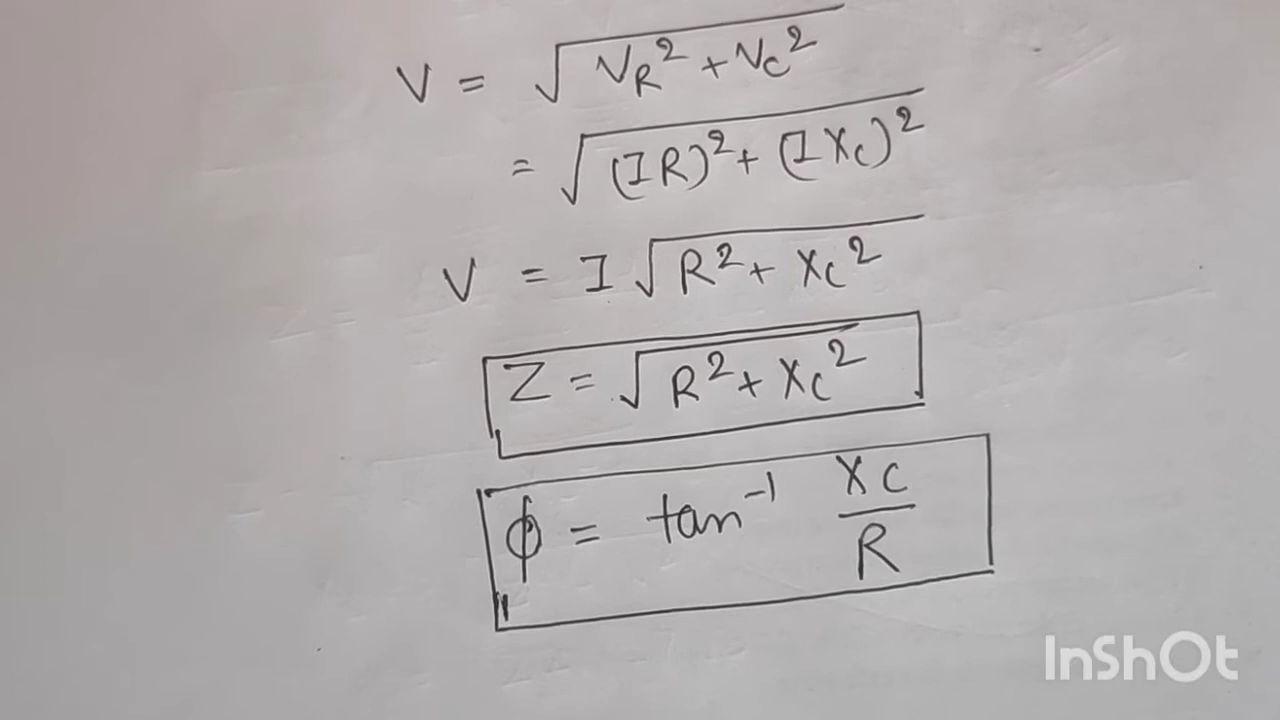 V = √(V_R² + V_C²)
= √((IR)² + (IX_C)²)
V = I√(R² + X_C²)
Z = √(R² + X_C²)
ϕ = tan⁻¹ X_C / R
InShOt